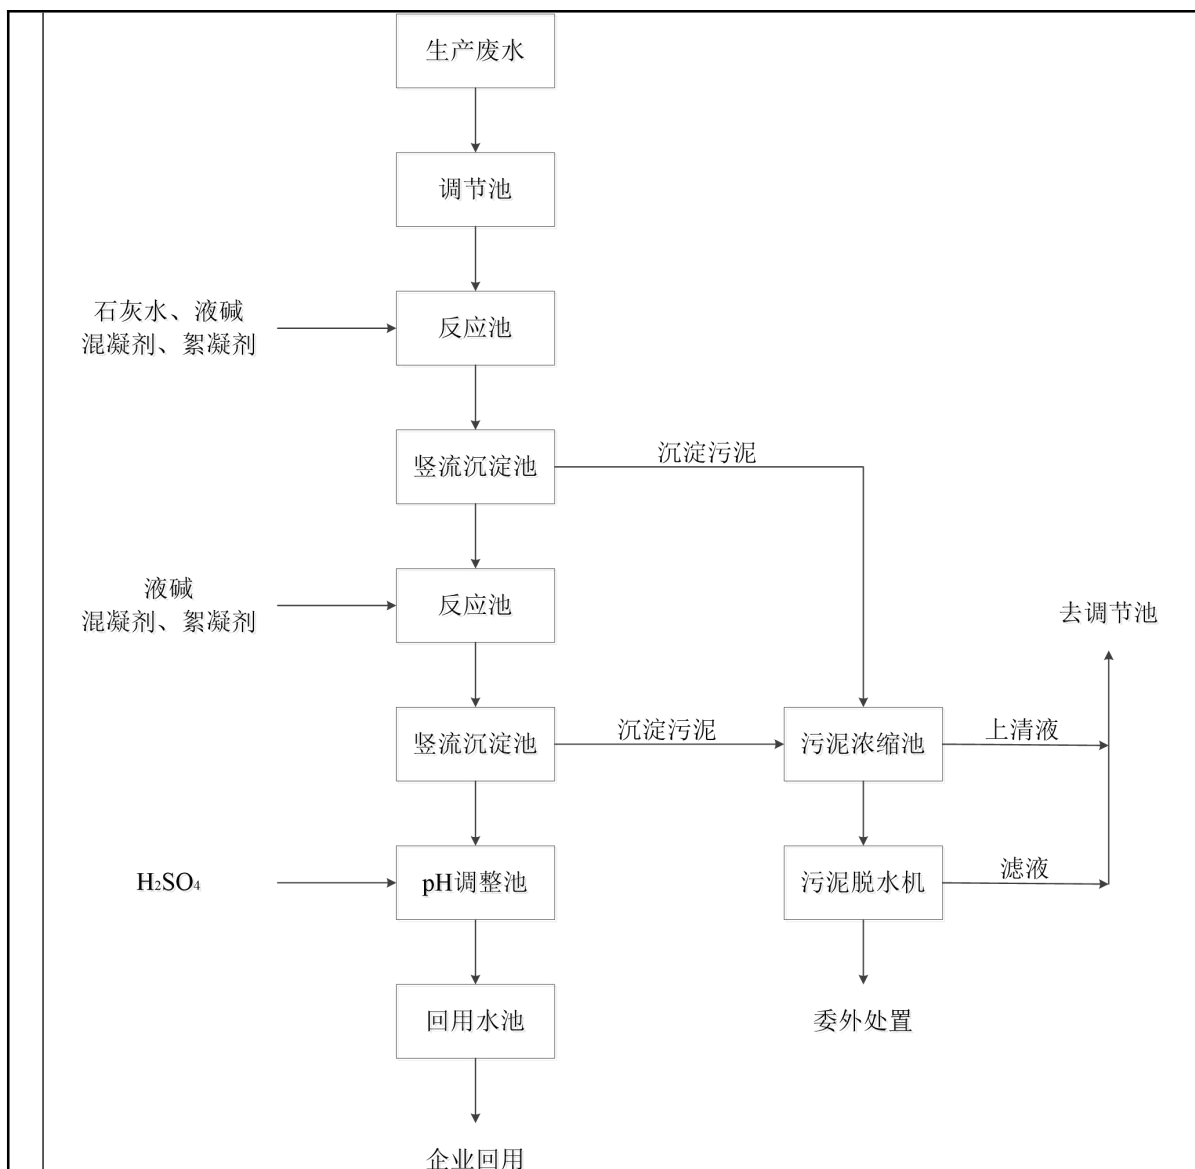 生产废水
调节池
石灰水、液碱
混凝剂、絮凝剂
反应池
竖流沉淀池
沉淀污泥
液碱
混凝剂、絮凝剂
反应池
去调节池
竖流沉淀池
沉淀污泥
污泥浓缩池
上清液
H₂SO₄
pH调整池
污泥脱水机
滤液
回用水池
委外处置
企业回用